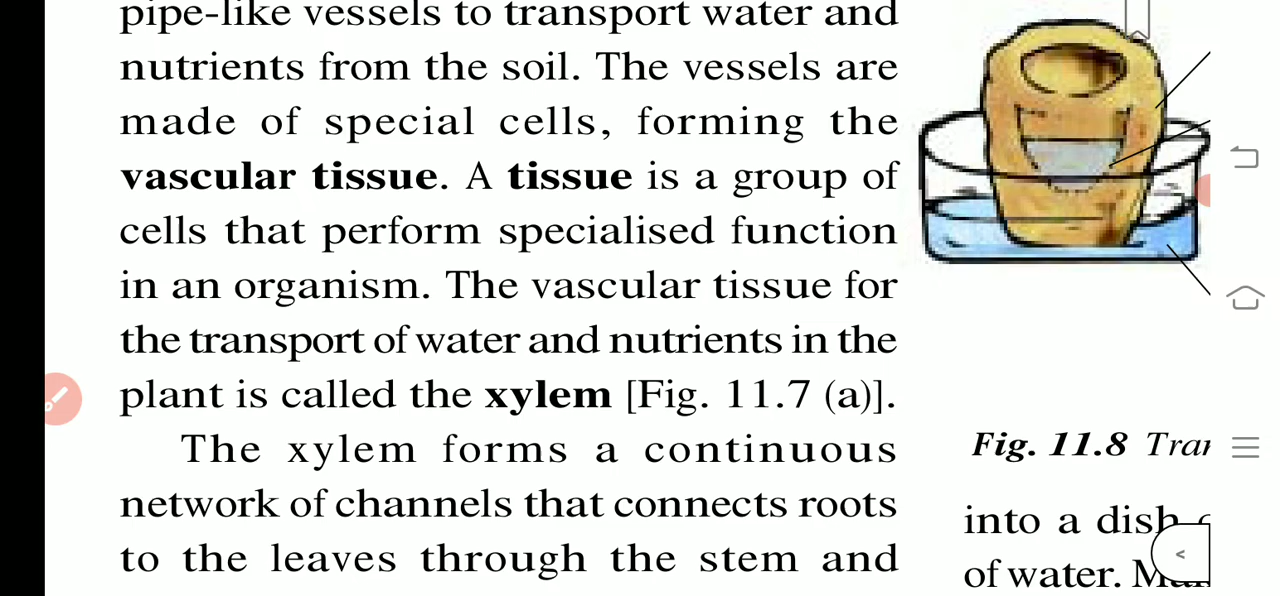 pipe-like vessels to transport water and
nutrients from the soil. The vessels are
made of special cells, forming the
vascular tissue. A tissue is a group of
cells that perform specialised function
in an organism. The vascular tissue for
the transport of water and nutrients in the
plant is called the xylem [Fig. 11.7 (a)].
The xylem forms a continuous
network of channels that connects roots
to the leaves through the stem and
Fig. 11.8
into a dish
of water.